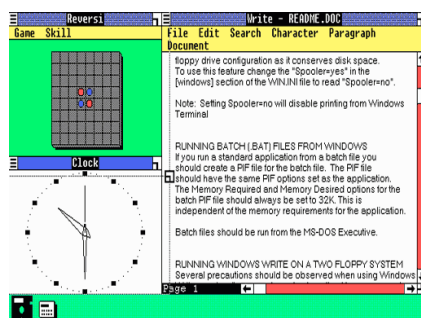 Reversi
Game Skill
Clock
Write - README.DOC
File Edit Search Character Paragraph
Document
floppy drive configuration as it conserves disk space.
To use this feature change the "Spooler=yes" in the
[windows] section of the WIN.INI file to read "Spooler=no".
Note: Setting Spooler=no will disable printing from Windows
Terminal
RUNNING BATCH (.BAT) FILES FROM WINDOWS
If you run a standard application from a batch file you
should create a PIF file for the batch file. The PIF file
should have the same PIF options set as the application.
The Memory Required and Memory Desired options for the
batch PIF file should always be set to 32K. This is
independent of the memory requirements for the application.
Batch files should be run from the MS-DOS Executive.
RUNNING WINDOWS WRITE ON A TWO FLOPPY SYSTEM
Several precautions should be observed when using Windows
Page 1